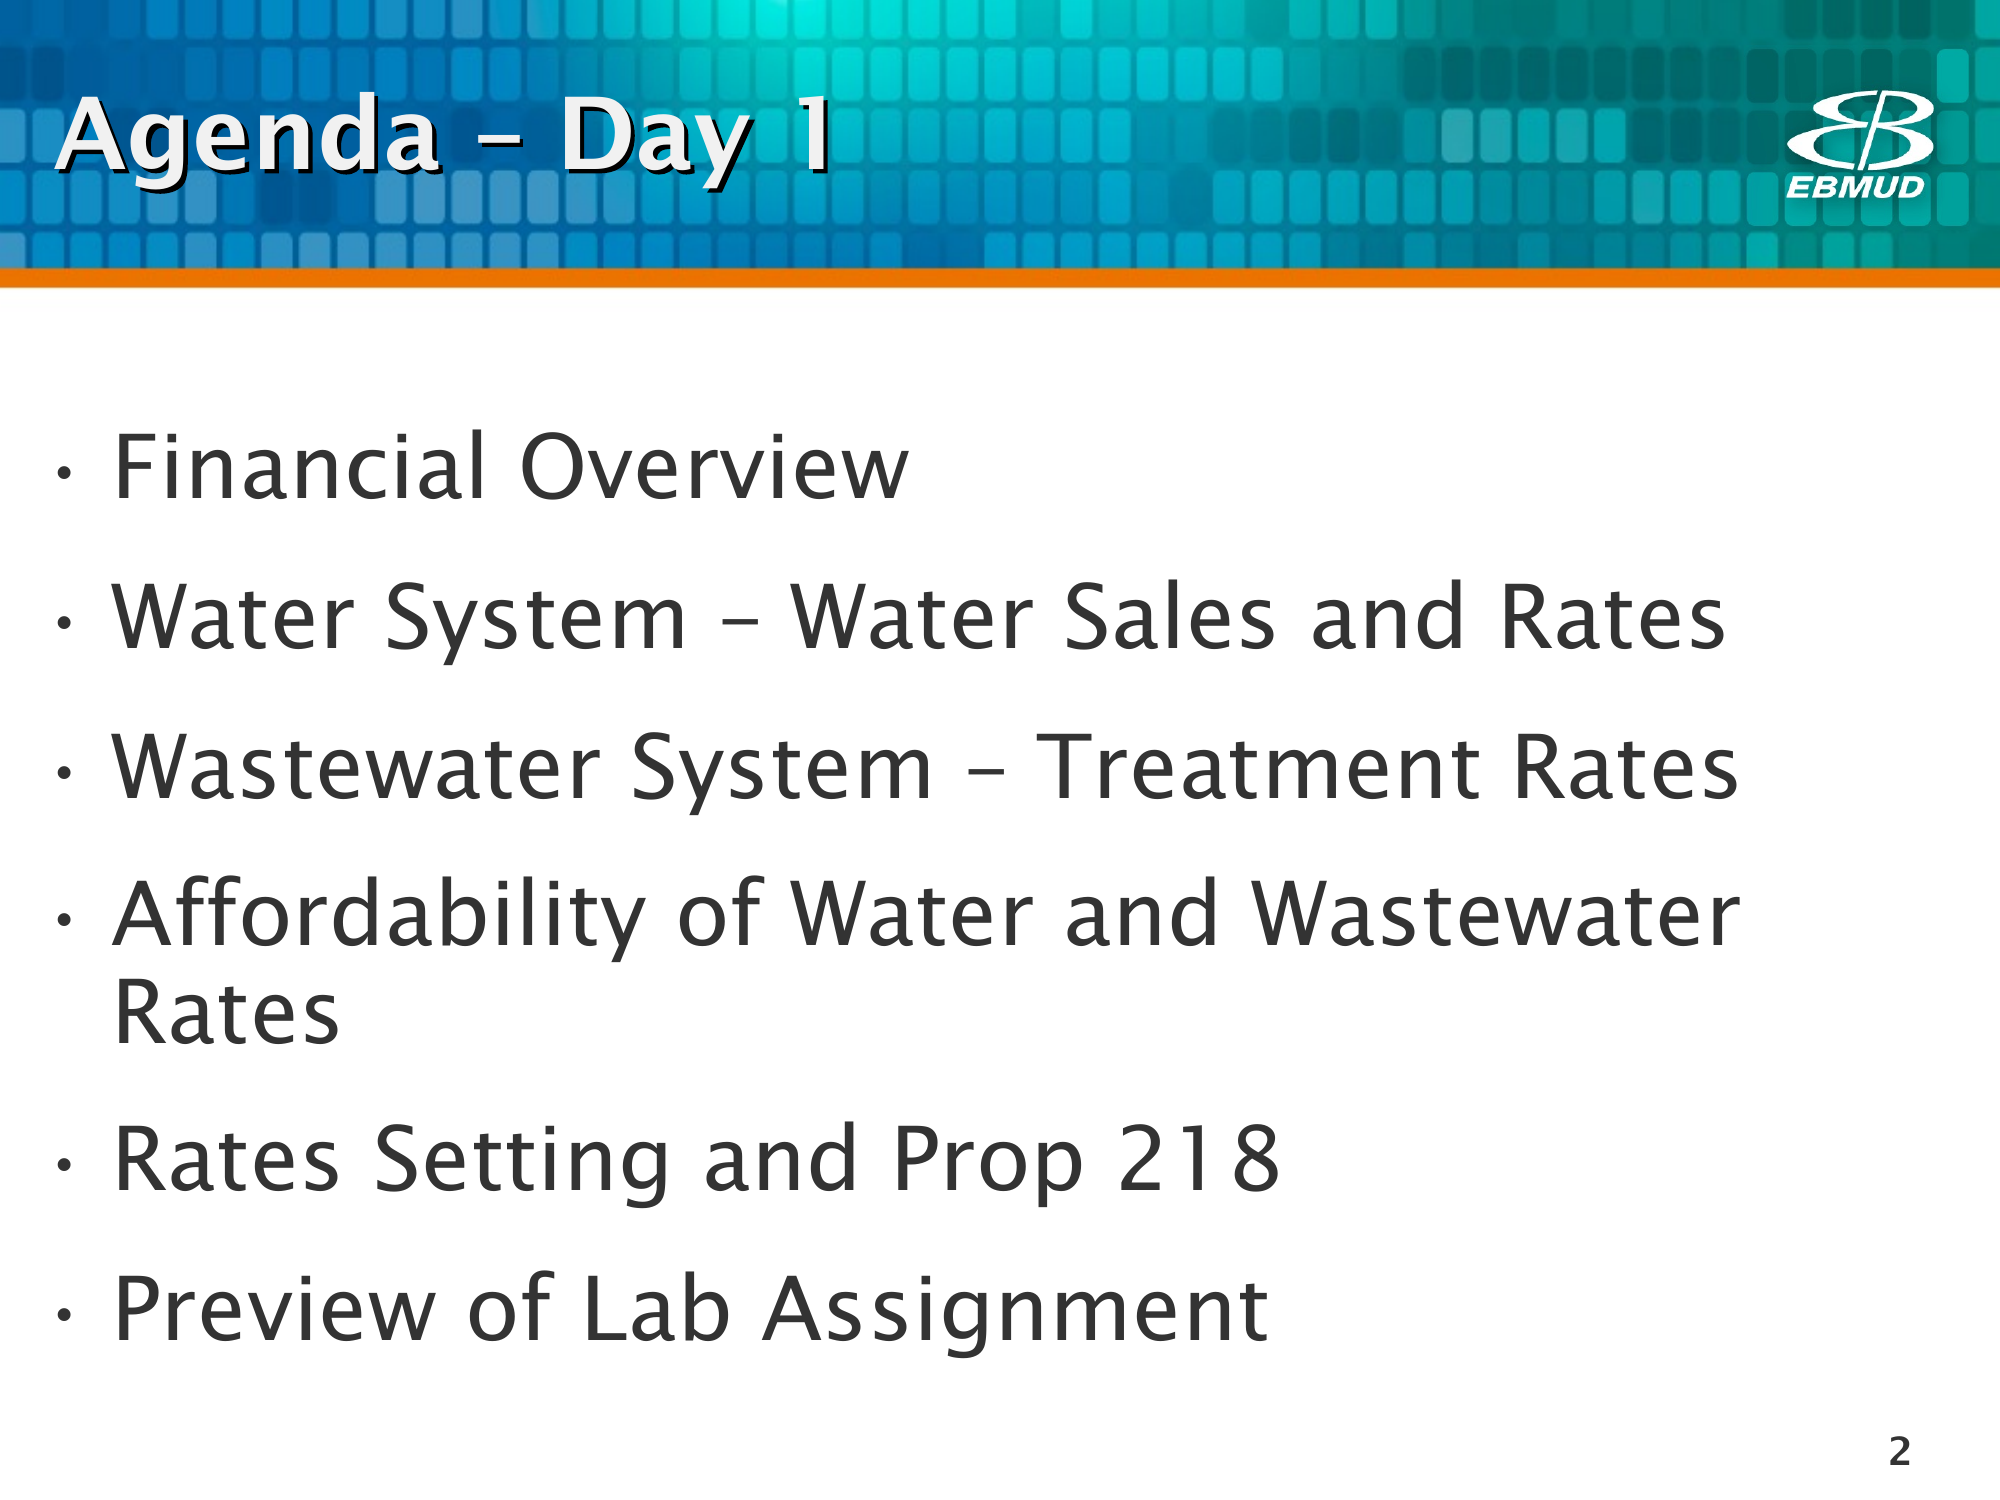 Agenda – Day 1
EBMUD
• Financial Overview
• Water System – Water Sales and Rates
• Wastewater System – Treatment Rates
• Affordability of Water and Wastewater
Rates
• Rates Setting and Prop 218
• Preview of Lab Assignment
2